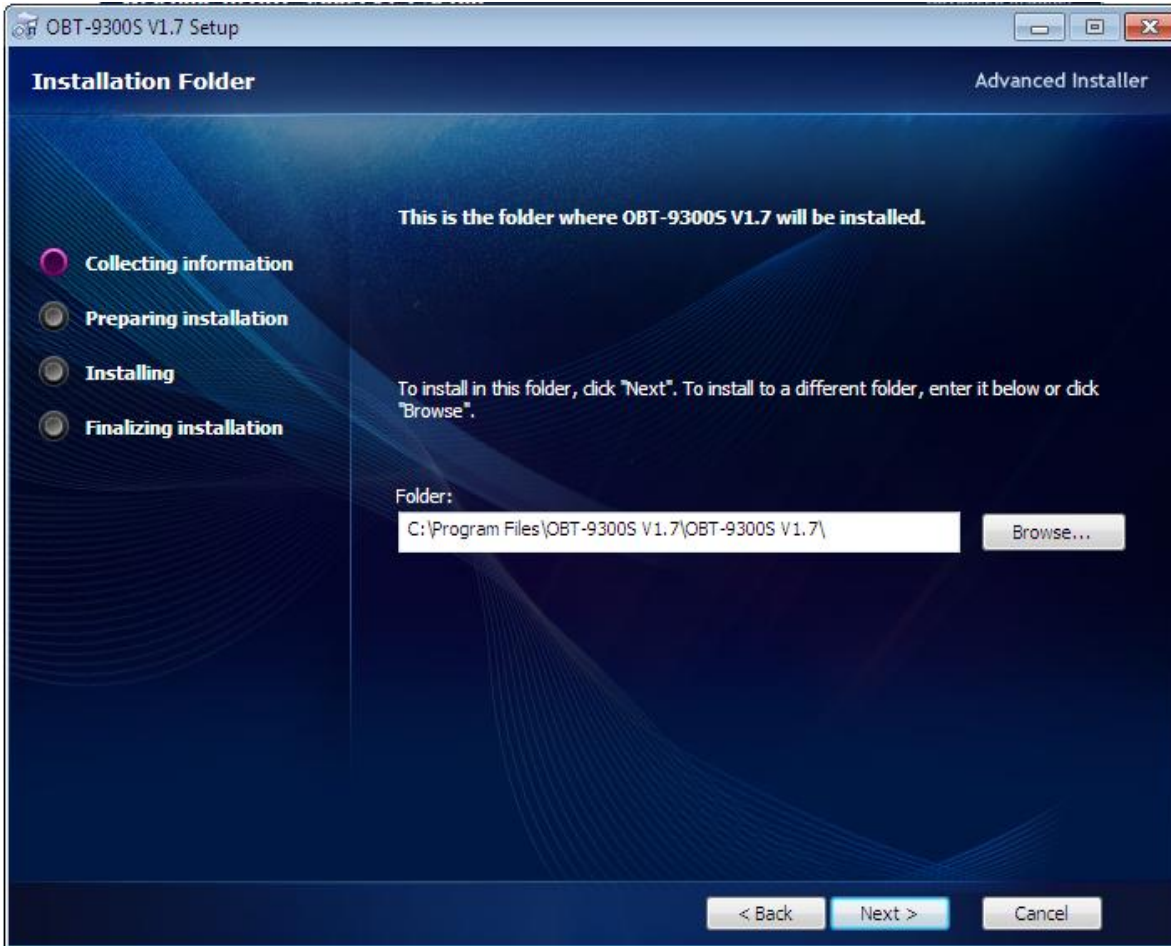 OBT-9300S V1.7 Setup
Installation Folder
Advanced Installer
This is the folder where OBT-9300S V1.7 will be installed.
Collecting information
Preparing installation
Installing
Finalizing installation
To install in this folder, click "Next". To install to a different folder, enter it below or click
"Browse".
Folder:
C:\Program Files\OBT-9300S V1.7\OBT-9300S V1.7\
Browse...
< Back
Next >
Cancel